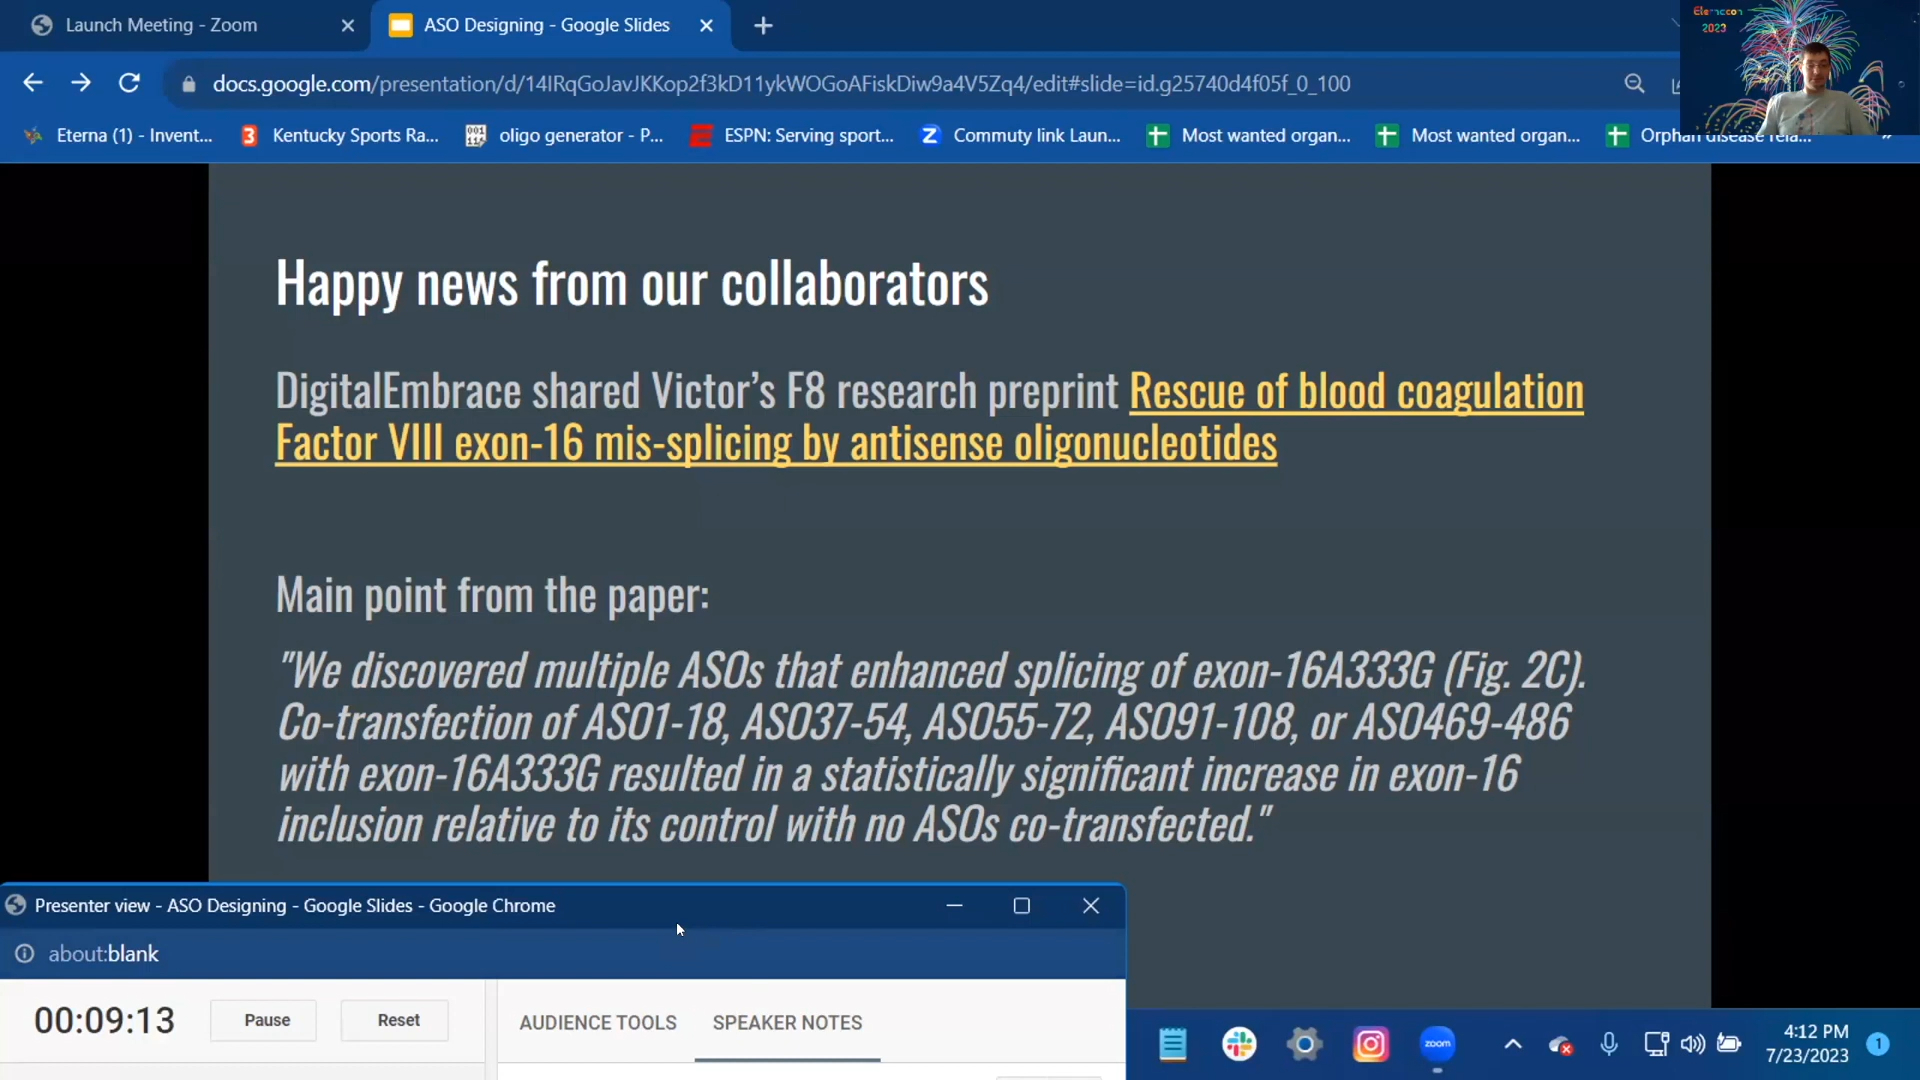 Launch Meeting - Zoom
ASO Designing - Google Slides
Elernccon
2023
docs.google.com/presentation/d/14lRqGoJavJKKop2f3kD11ykWOGoAFiskDiw9a4V5Zq4/edit#slide=id.g25740d4f05f_0_100
Eterna (1) - Invent...
Kentucky Sports Ra...
oligo generator - P...
ESPN: Serving sport...
Commuty link Laun...
Most wanted organ...
Most wanted organ...
Orphan disease rela...
Happy news from our collaborators
DigitalEmbrace shared Victor's F8 research preprint Rescue of blood coagulation
Factor VIII exon-16 mis-splicing by antisense oligonucleotides
Main point from the paper:
"We discovered multiple ASOs that enhanced splicing of exon-16A333G (Fig. 2C).
Co-transfection of ASO1-18, ASO37-54, ASO55-72, ASO91-108, or ASO469-486
with exon-16A333G resulted in a statistically significant increase in exon-16
inclusion relative to its control with no ASOs co-transfected."
Presenter view - ASO Designing - Google Slides - Google Chrome
about:blank
00:09:13
Pause
Reset
AUDIENCE TOOLS
SPEAKER NOTES
zoom
4:12 PM
7/23/2023
1